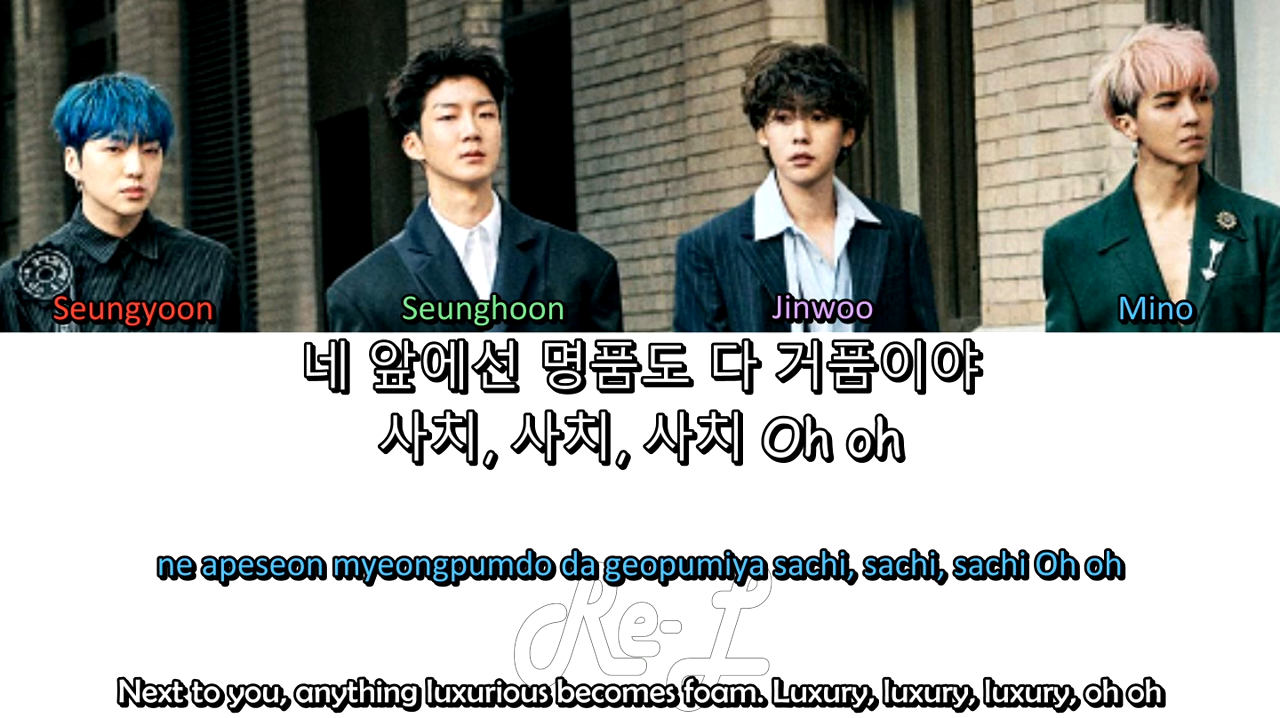 Seungyoon
Seunghoon
Jinwoo
Mino
네 앞에선 명품도 다 거품이야
사치, 사치, 사치 Oh oh
ne apeseon myeongpumdo da geopumiya sachi, sachi, sachi Oh oh
Re-L
Next to you, anything luxurious becomes foam. Luxury, luxury, luxury, oh oh